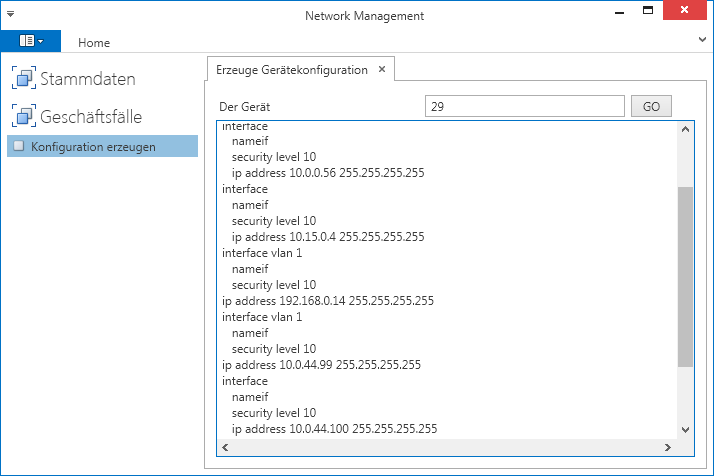 Network Management
Home
Stammdaten
Geschäftsfälle
Konfiguration erzeugen
Erzeuge Gerätekonfiguration
Der Gerät 29 GO
interface
nameif
security level 10
ip address 10.0.0.56 255.255.255.255
interface
nameif
security level 10
ip address 10.15.0.4 255.255.255.255
interface vlan 1
nameif
security level 10
ip address 192.168.0.14 255.255.255.255
interface vlan 1
nameif
security level 10
ip address 10.0.44.99 255.255.255.255
interface
nameif
security level 10
ip address 10.0.44.100 255.255.255.255